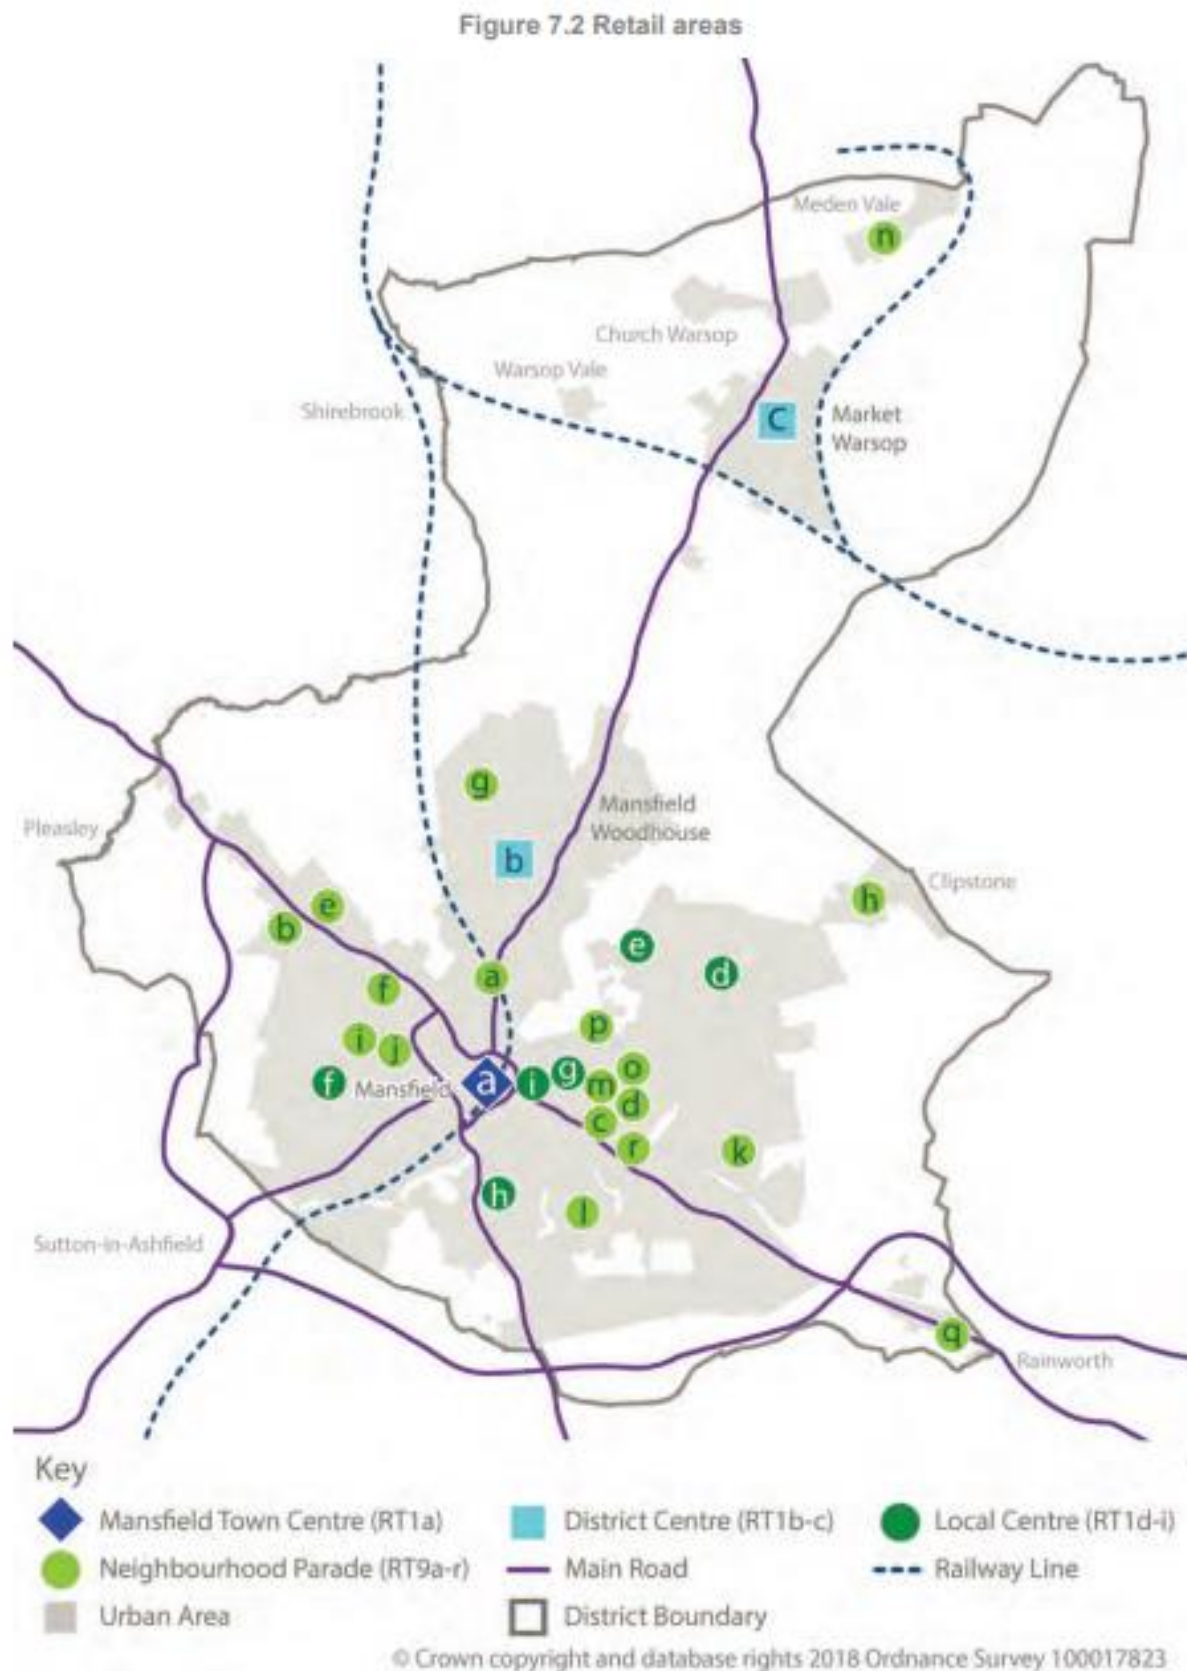 Figure 7.2 Retail areas
Meden Vale
n
Church Warsop
Warsop Vale
Shirebrook
C
Market
Warsop
g
Mansfield
Woodhouse
Pleasley
b
Clipstone
h
e
b
e
d
a
f
p
i
j
o
g
m
f
Mansfield
a
i
d
c
r
k
h
l
Sutton-in-Ashfield
q
Rainworth
Key
Mansfield Town Centre (RT1a)
District Centre (RT1b-c)
Local Centre (RT1d-i)
Neighbourhood Parade (RT9a-r)
Main Road
Railway Line
Urban Area
District Boundary
© Crown copyright and database rights 2018 Ordnance Survey 100017823